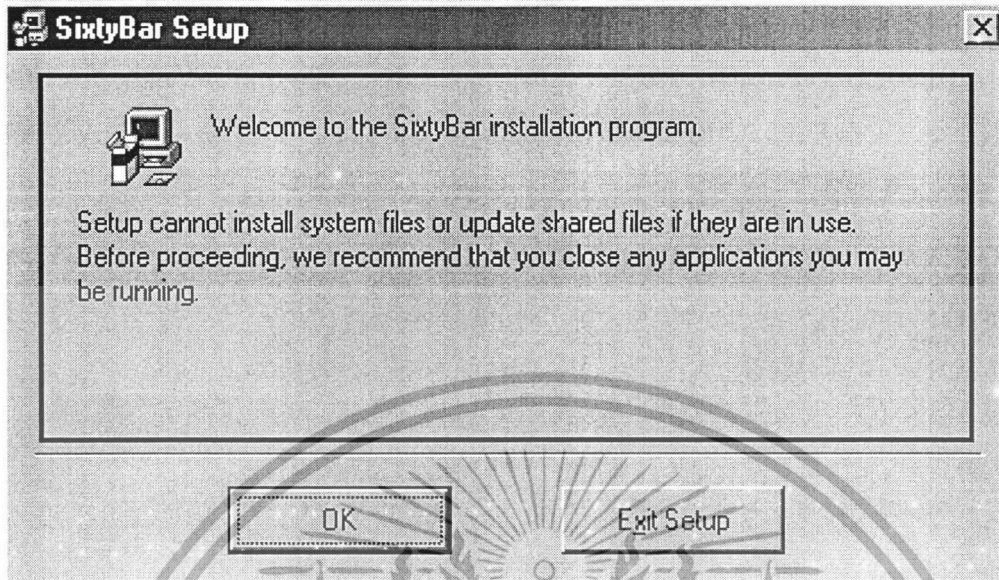 SixtyBar Setup
Welcome to the SixtyBar installation program.
Setup cannot install system files or update shared files if they are in use.
Before proceeding, we recommend that you close any applications you may
be running.
OK
Exit Setup